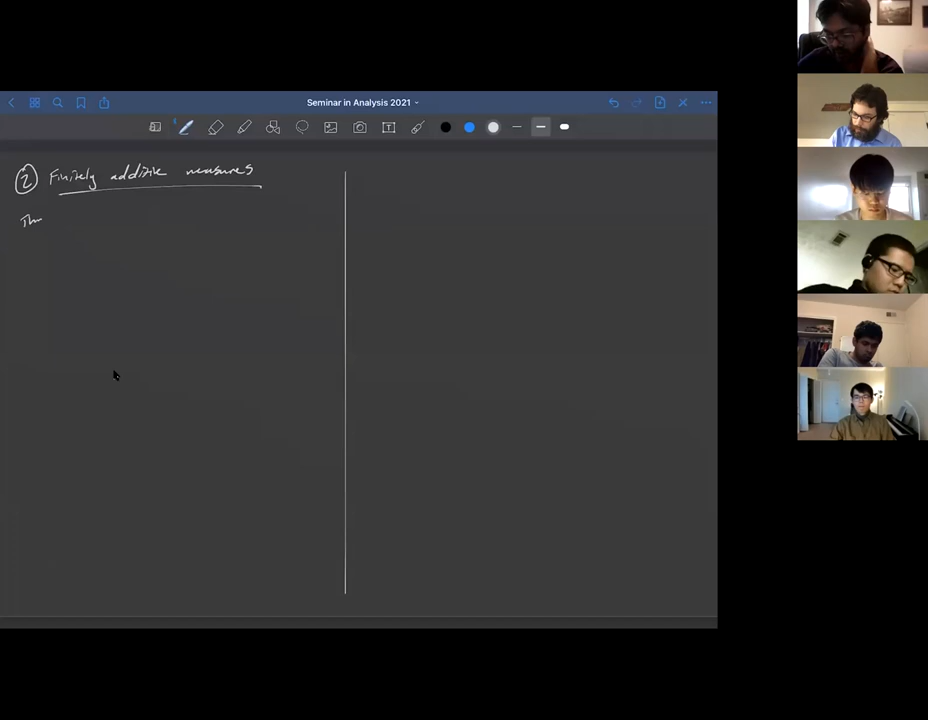 Seminar in Analysis 2021
② Finitely additive measures
Thm